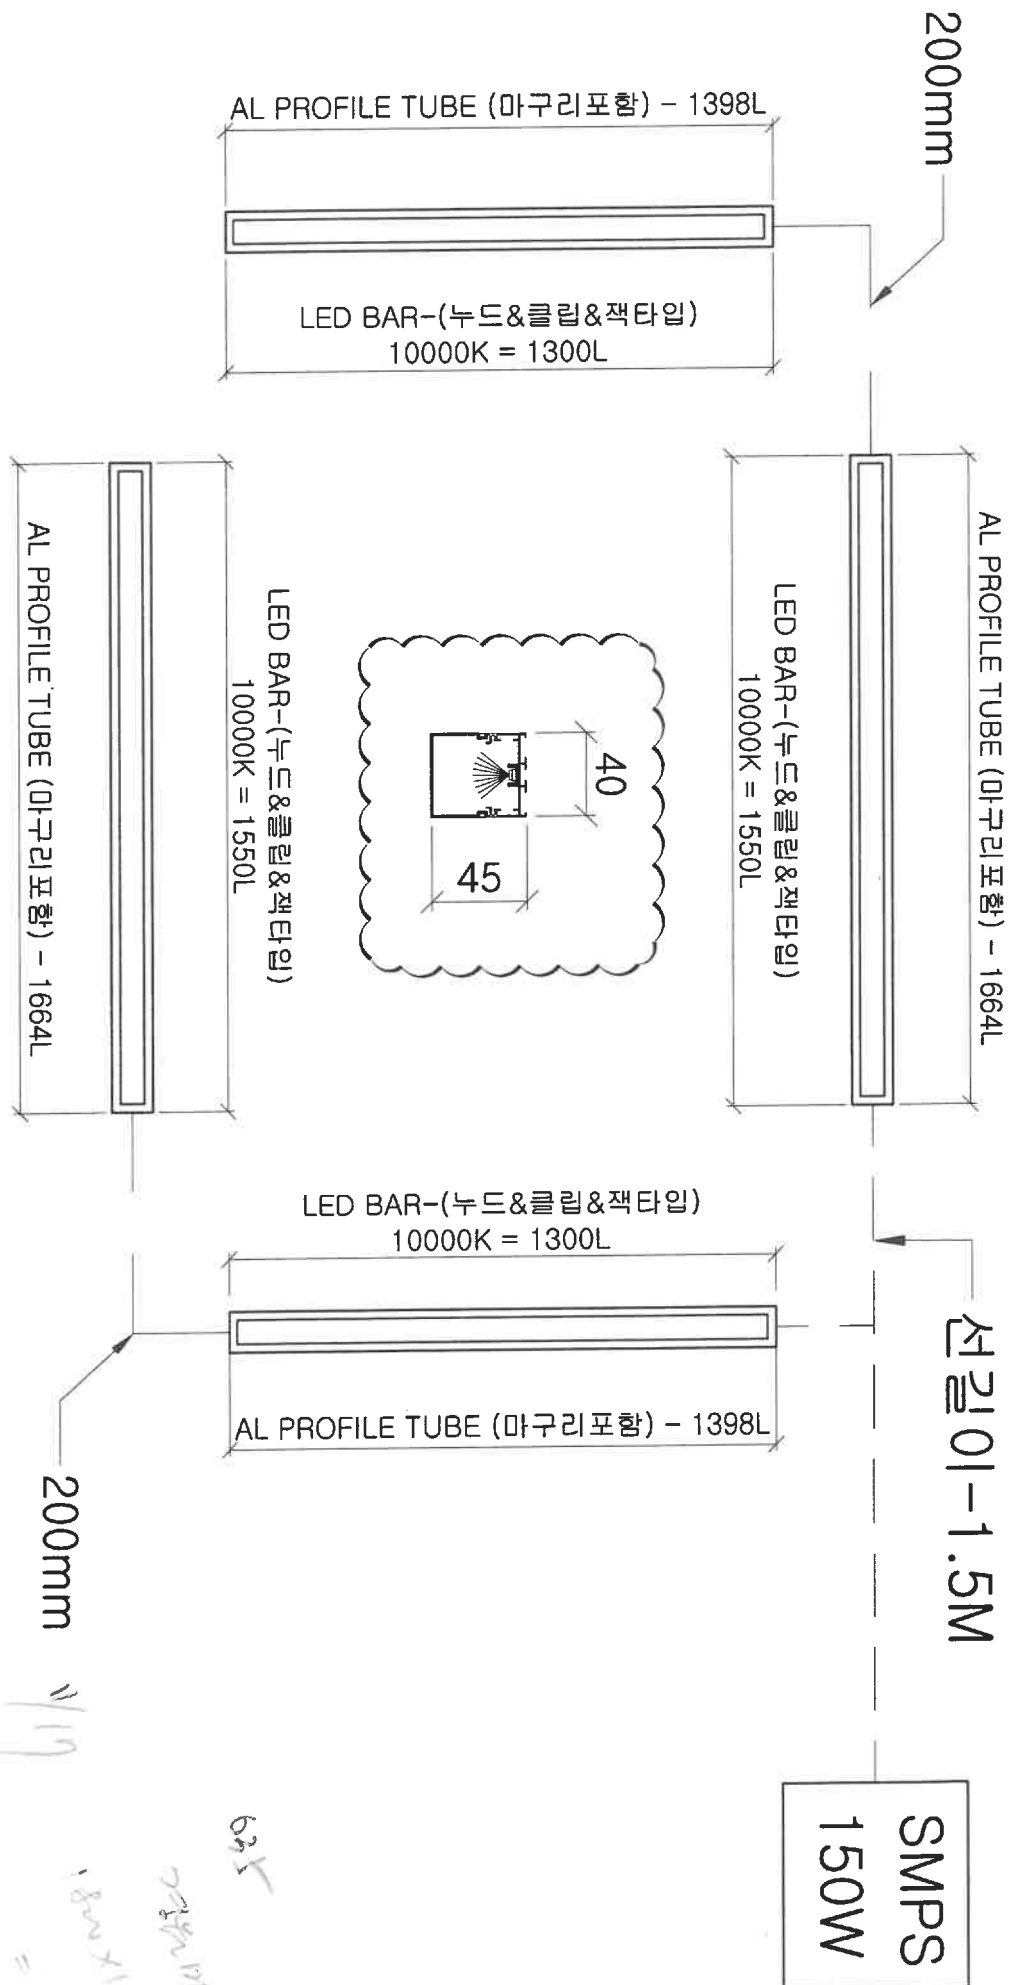 200mm
AL PROFILE TUBE (마구리포함) - 1398L
LED BAR-(누드&클립&잭타입)
10000K = 1300L
AL PROFILE TUBE (마구리포함) - 1664L
LED BAR-(누드&클립&잭타입)
10000K = 1550L
40
45
LED BAR-(누드&클립&잭타입)
10000K = 1550L
AL PROFILE TUBE (마구리포함) - 1664L
LED BAR-(누드&클립&잭타입)
10000K = 1300L
AL PROFILE TUBE (마구리포함) - 1398L
선길이-1.5M
200mm
SMPS
150W